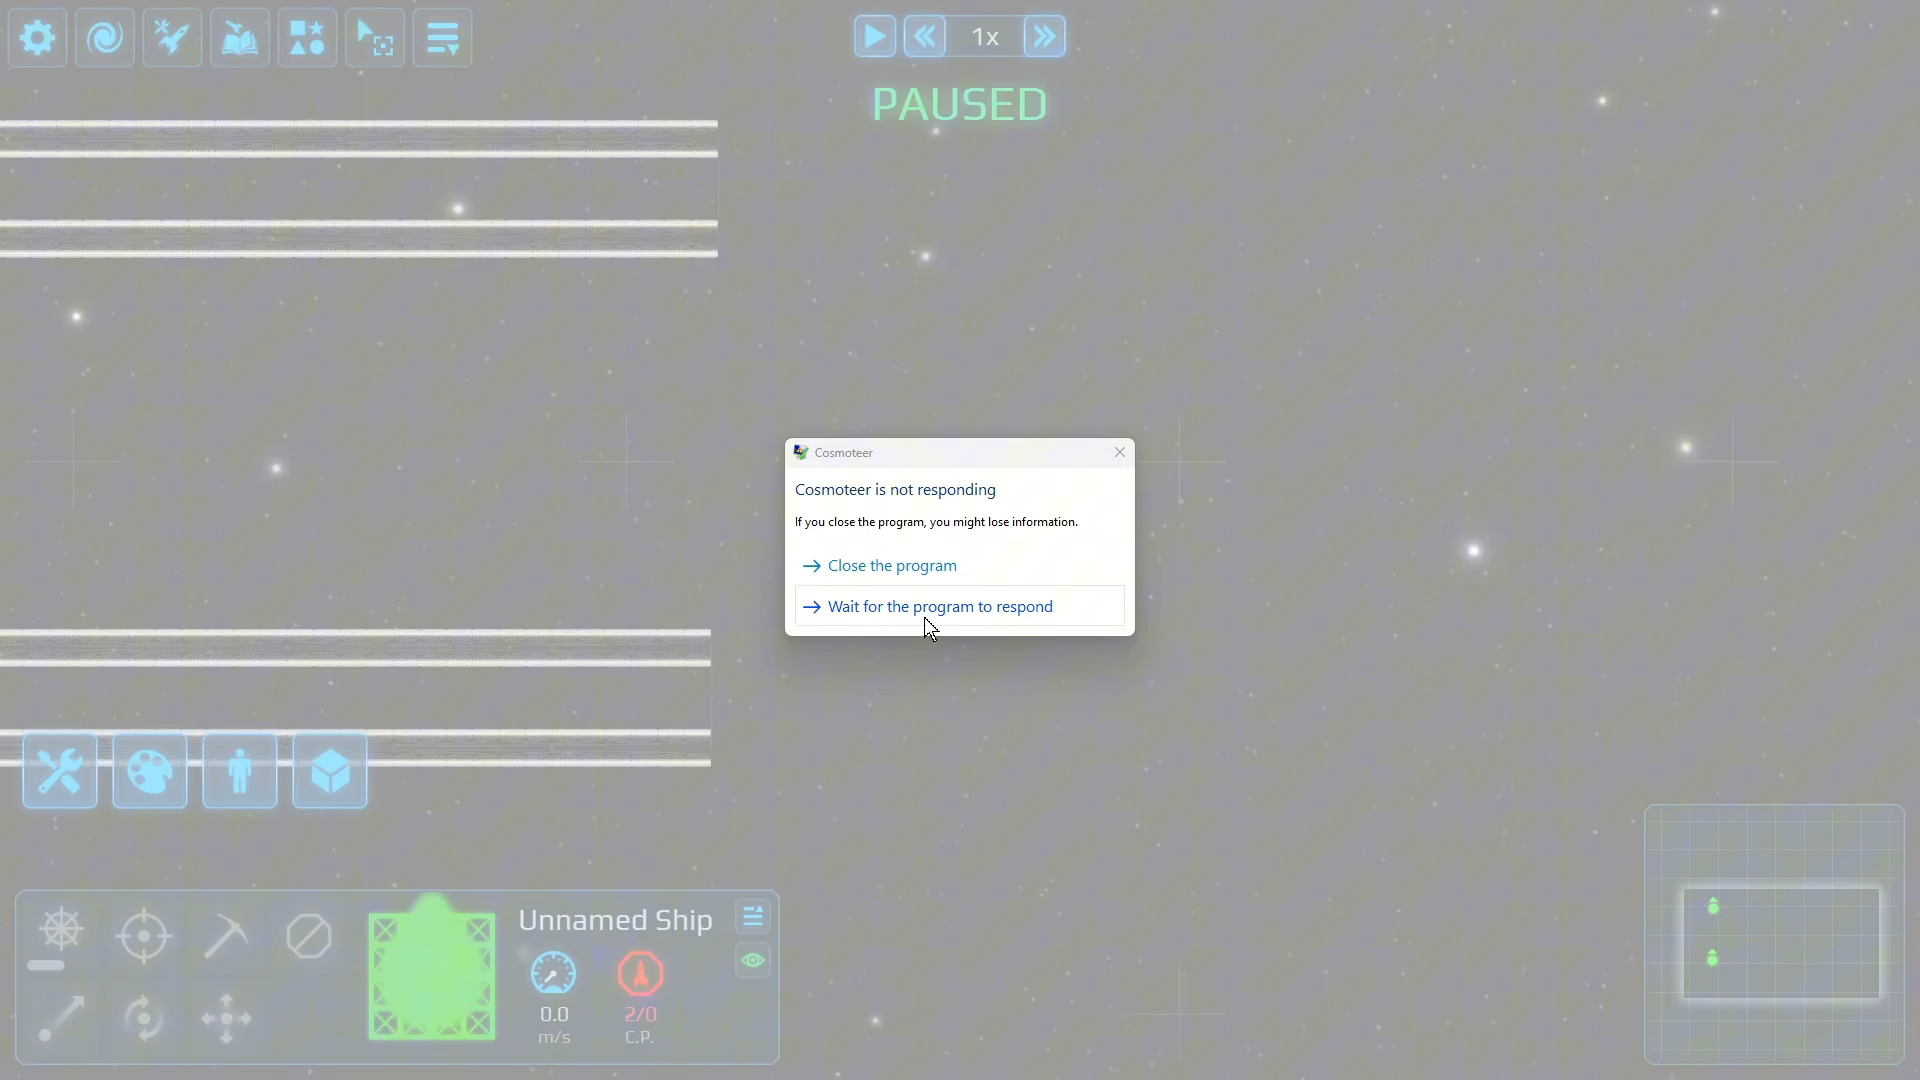 1x
PAUSED
Cosmoteer
Cosmoteer is not responding
If you close the program, you might lose information.
Close the program
Wait for the program to respond
Unnamed Ship
0.0
m/s
2/0
C.P.